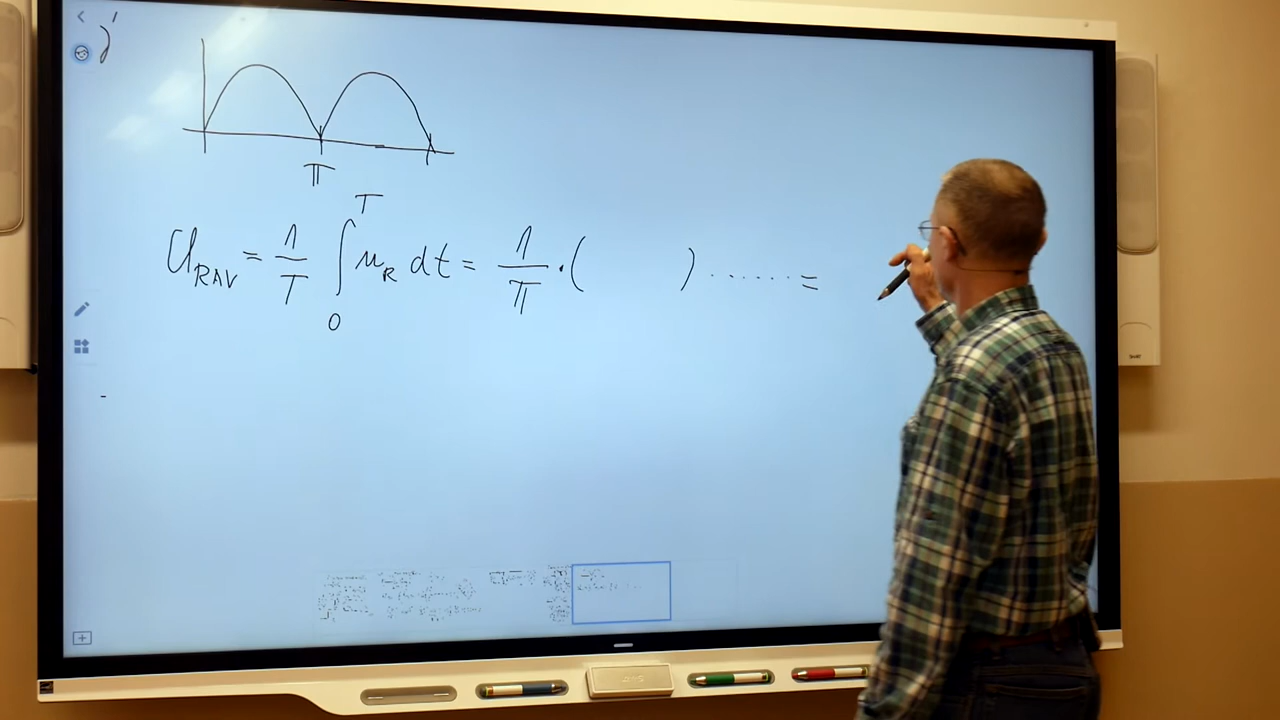 π
T
U_RAV = 1/T ∫ u_R dt = 1/π · ( ) ...... =
0